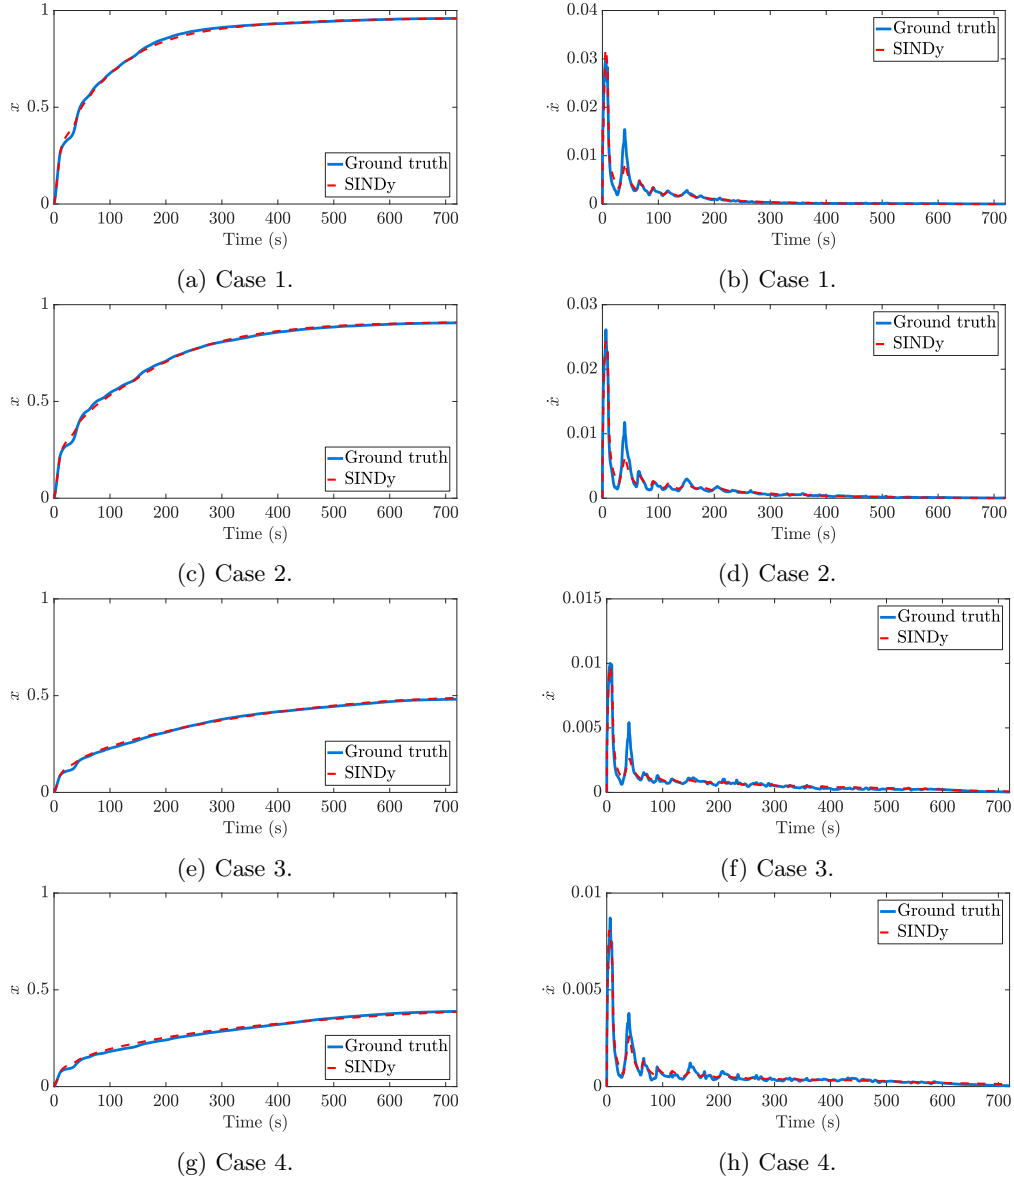 1
0.5
0
x
0 100 200 300 400 500 600 700
Time (s)
Ground truth
SINDy
(a) Case 1.
0.04
0.03
0.02
0.01
0
ẋ
0 100 200 300 400 500 600 700
Time (s)
Ground truth
SINDy
(b) Case 1.
1
0.5
0
x
0 100 200 300 400 500 600 700
Time (s)
Ground truth
SINDy
(c) Case 2.
0.03
0.02
0.01
0
ẋ
0 100 200 300 400 500 600 700
Time (s)
Ground truth
SINDy
(d) Case 2.
1
0.5
0
x
0 100 200 300 400 500 600 700
Time (s)
Ground truth
SINDy
(e) Case 3.
0.015
0.01
0.005
0
ẋ
0 100 200 300 400 500 600 700
Time (s)
Ground truth
SINDy
(f) Case 3.
1
0.5
0
x
0 100 200 300 400 500 600 700
Time (s)
Ground truth
SINDy
(g) Case 4.
0.01
0.005
0
ẋ
0 100 200 300 400 500 600 700
Time (s)
Ground truth
SINDy
(h) Case 4.